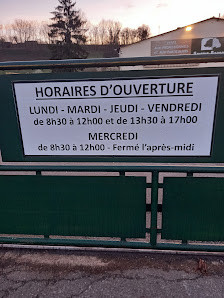 HORAIRES D'OUVERTURE
LUNDI - MARDI - JEUDI - VENDREDI
de 8h30 à 12h00 et de 13h30 à 17h00
MERCREDI
de 8h30 à 12h00 - Fermé l'après-midi